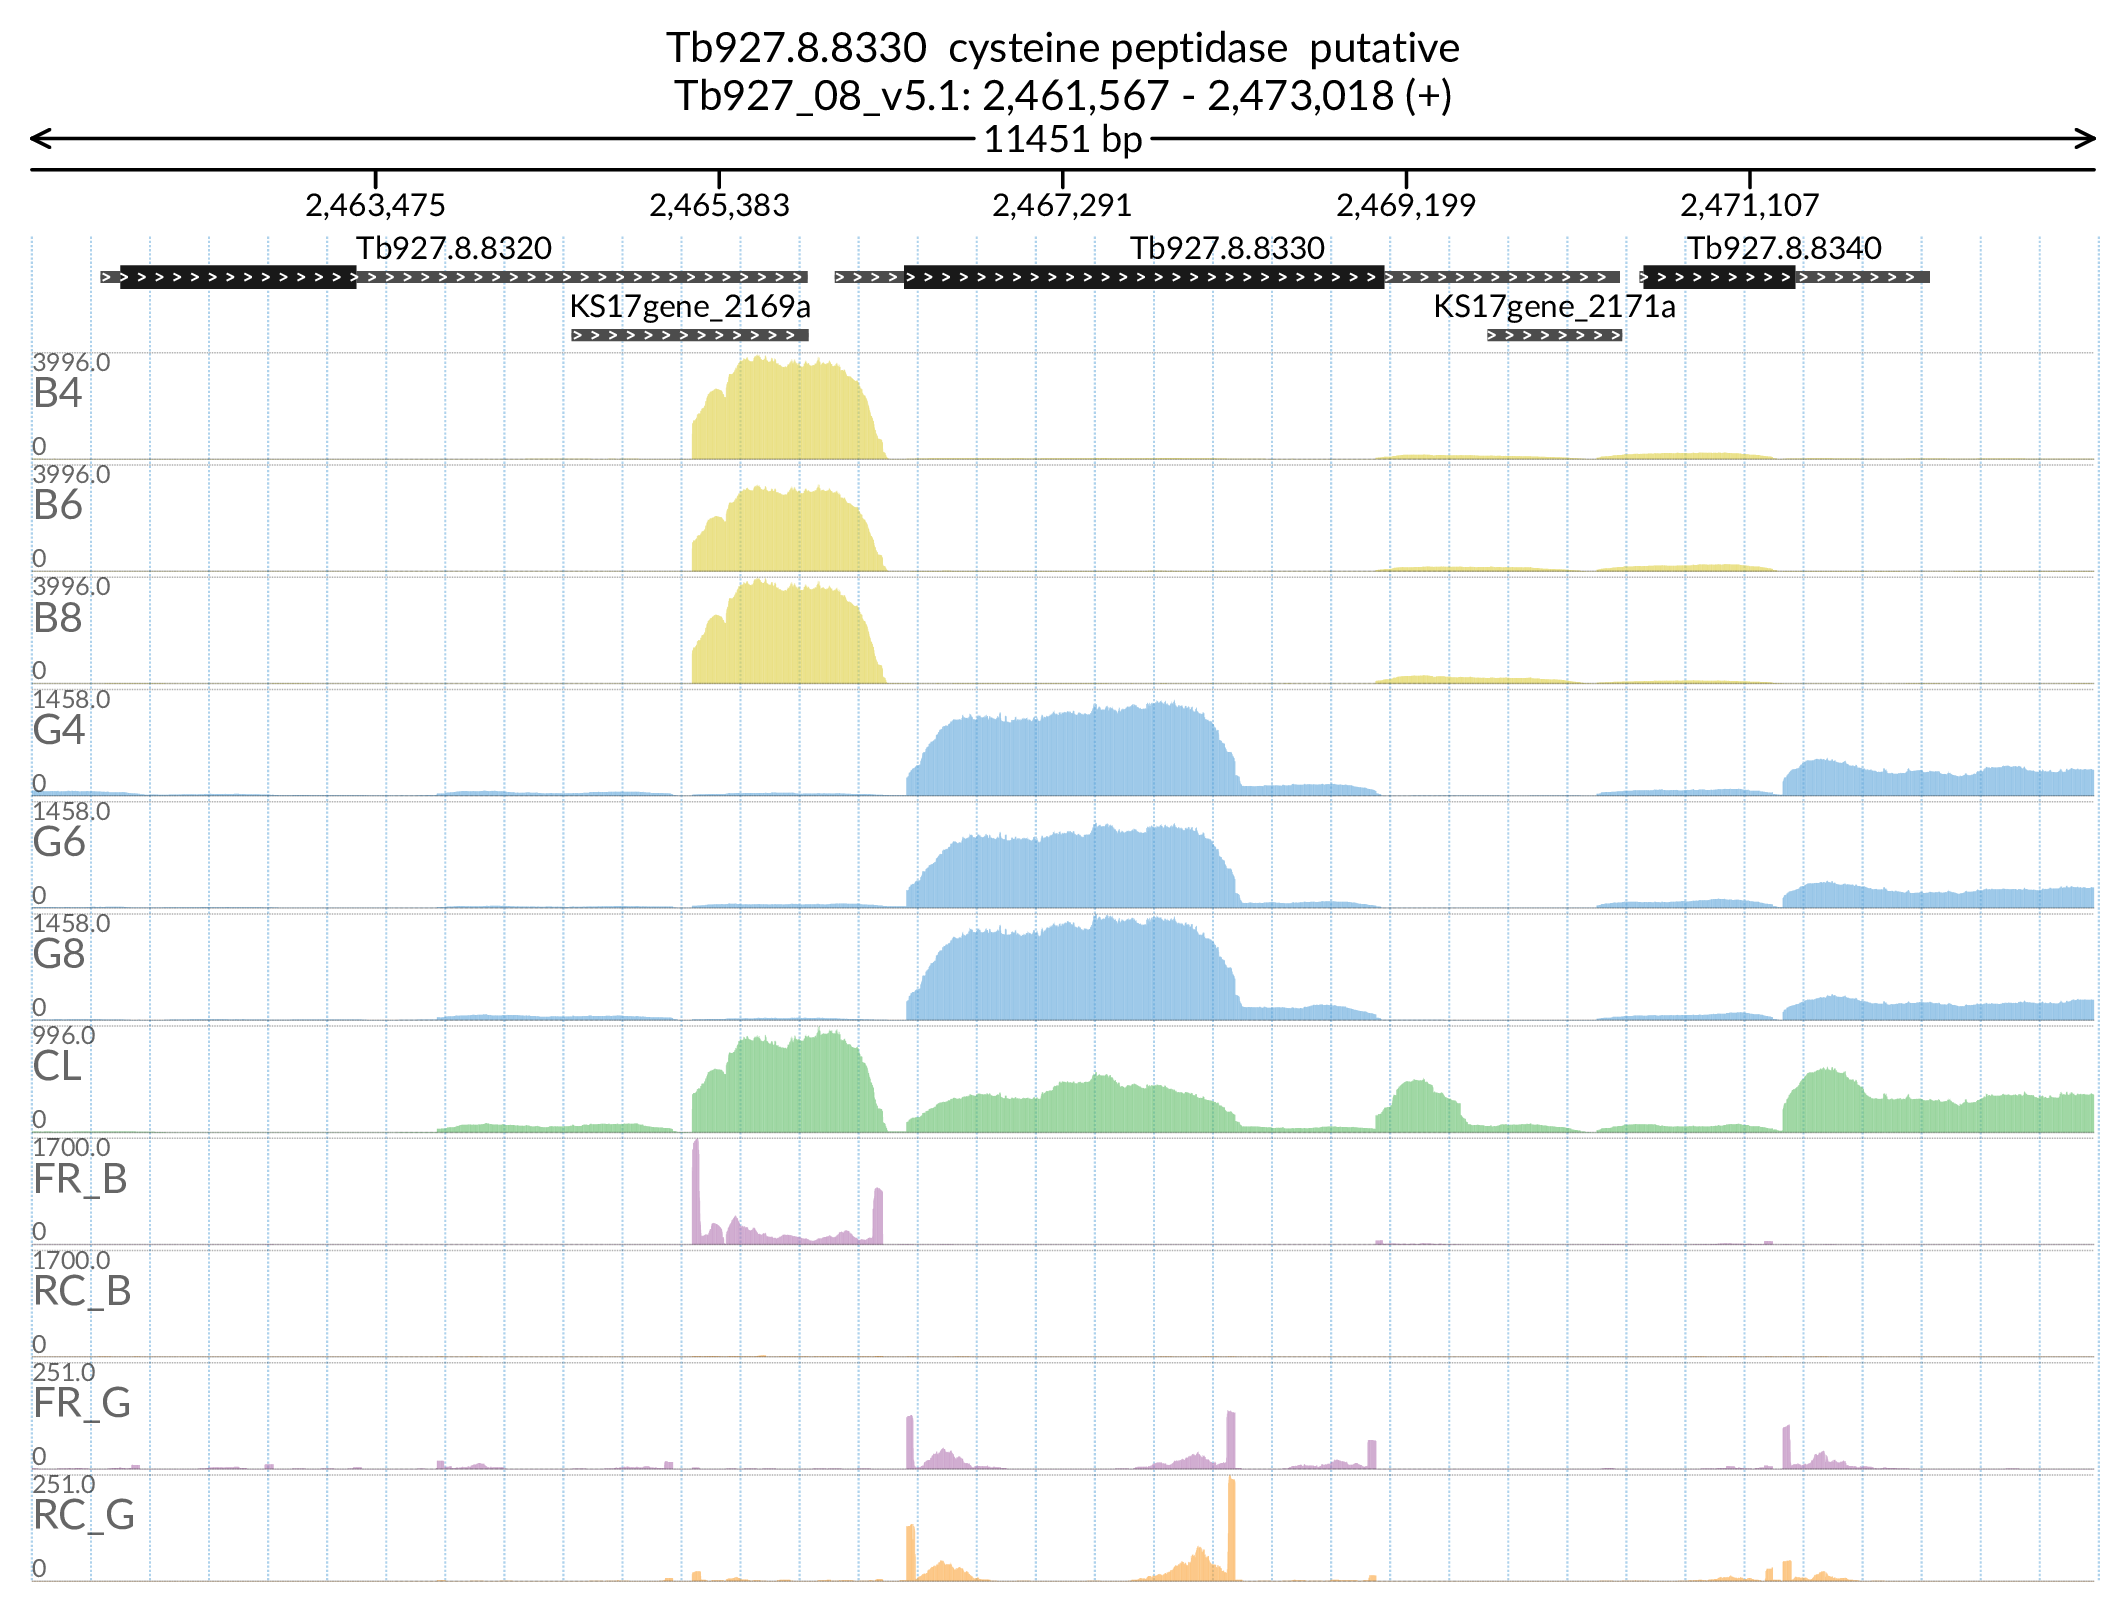 Tb927.8.8330 cysteine peptidase putative
Tb927_08_v5.1: 2,461,567 - 2,473,018 (+)
11451 bp
2,463,475 2,465,383 2,467,291 2,469,199 2,471,107
Tb927.8.8320 Tb927.8.8330 Tb927.8.8340
KS17gene_2169a KS17gene_2171a
3996.0
B4
0
3996.0
B6
0
3996.0
B8
0
1458.0
G4
0
1458.0
G6
0
1458.0
G8
0
996.0
CL
0
1700.0
FR_B
0
1700.0
RC_B
0
251.0
FR_G
0
251.0
RC_G
0